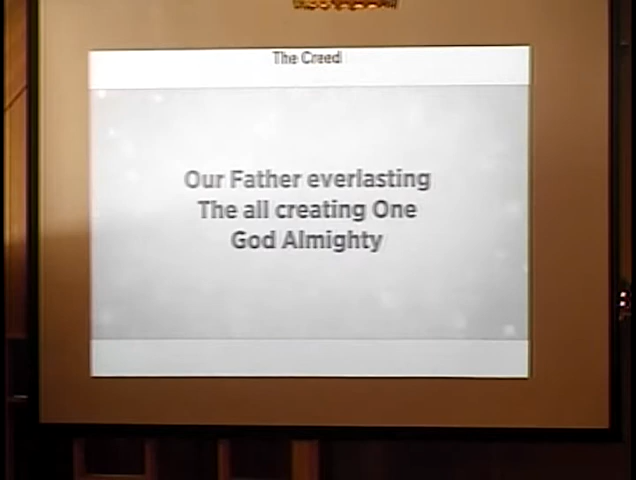 The Creed
Our Father everlasting
The all creating One
God Almighty